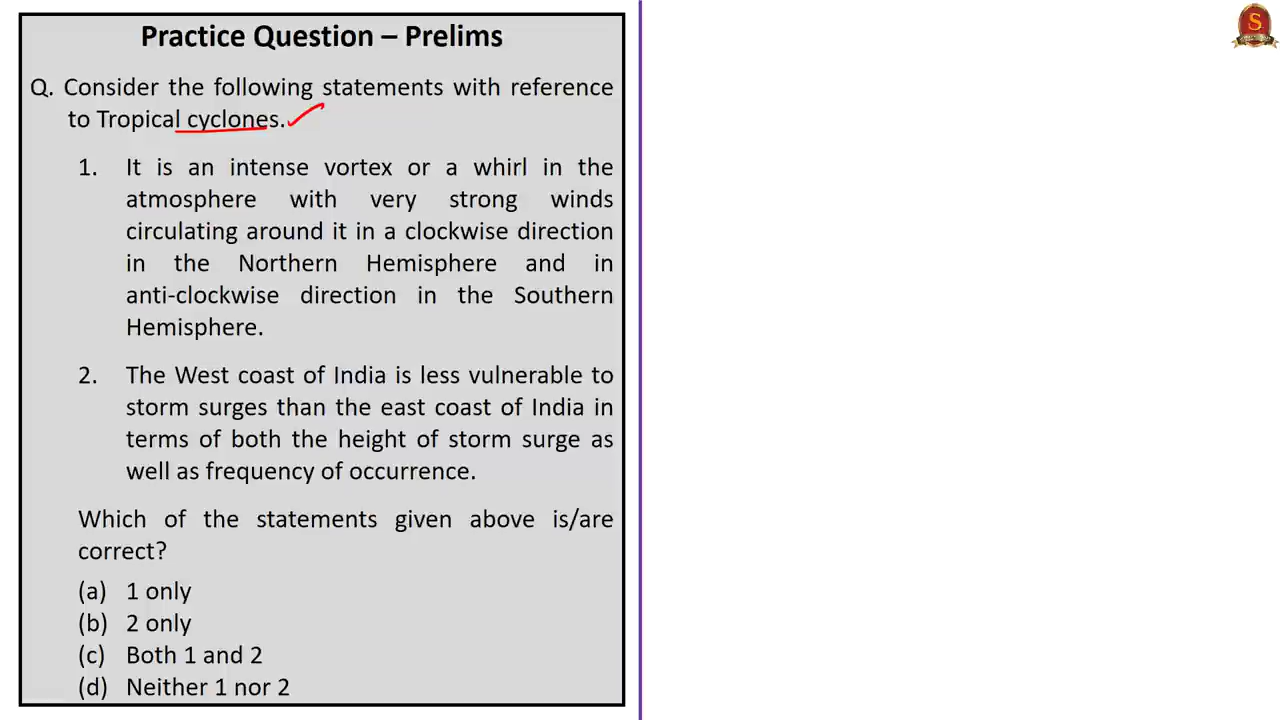 Practice Question – Prelims
Q. Consider the following statements with reference
to Tropical cyclones.
1. It is an intense vortex or a whirl in the
atmosphere with very strong winds
circulating around it in a clockwise direction
in the Northern Hemisphere and in
anti-clockwise direction in the Southern
Hemisphere.
2. The West coast of India is less vulnerable to
storm surges than the east coast of India in
terms of both the height of storm surge as
well as frequency of occurrence.
Which of the statements given above is/are
correct?
(a) 1 only
(b) 2 only
(c) Both 1 and 2
(d) Neither 1 nor 2
S